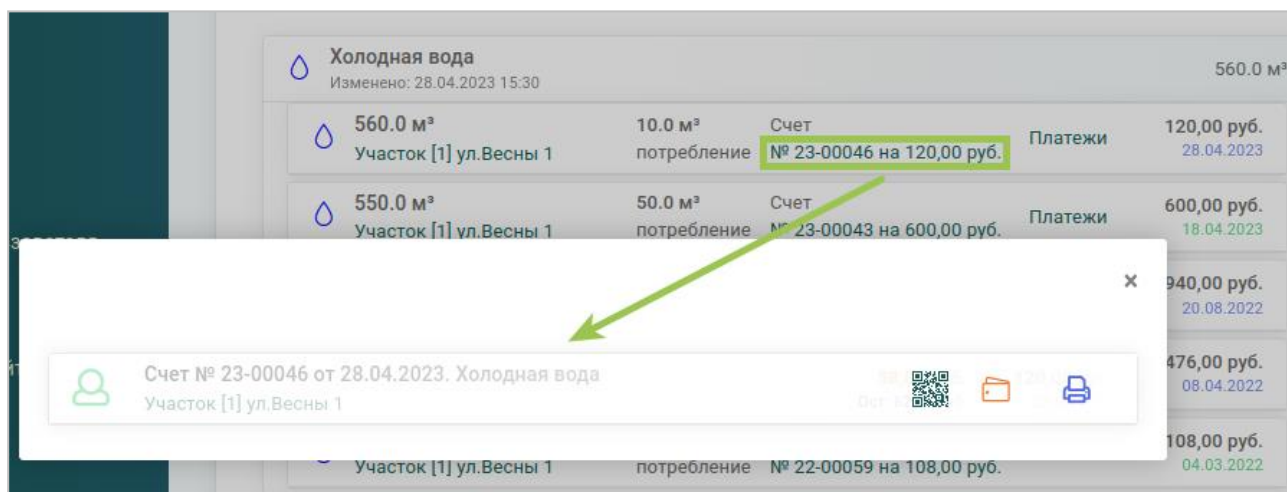 Холодная вода
Изменено: 28.04.2023 15:30
560.0 м³
560.0 м³
Участок [1] ул.Весны 1
10.0 м³
потребление
Счет
№ 23-00046 на 120,00 руб.
Платежи
120,00 руб.
28.04.2023
550.0 м³
Участок [1] ул.Весны 1
50.0 м³
потребление
Счет
№ 23-00043 на 600,00 руб.
Платежи
600,00 руб.
18.04.2023
×
940,00 руб.
20.08.2022
Счет № 23-00046 от 28.04.2023. Холодная вода
Участок [1] ул.Весны 1
476,00 руб.
08.04.2022
108,00 руб.
04.03.2022
Участок [1] ул.Весны 1
потребление
№ 22-00059 на 108,00 руб.